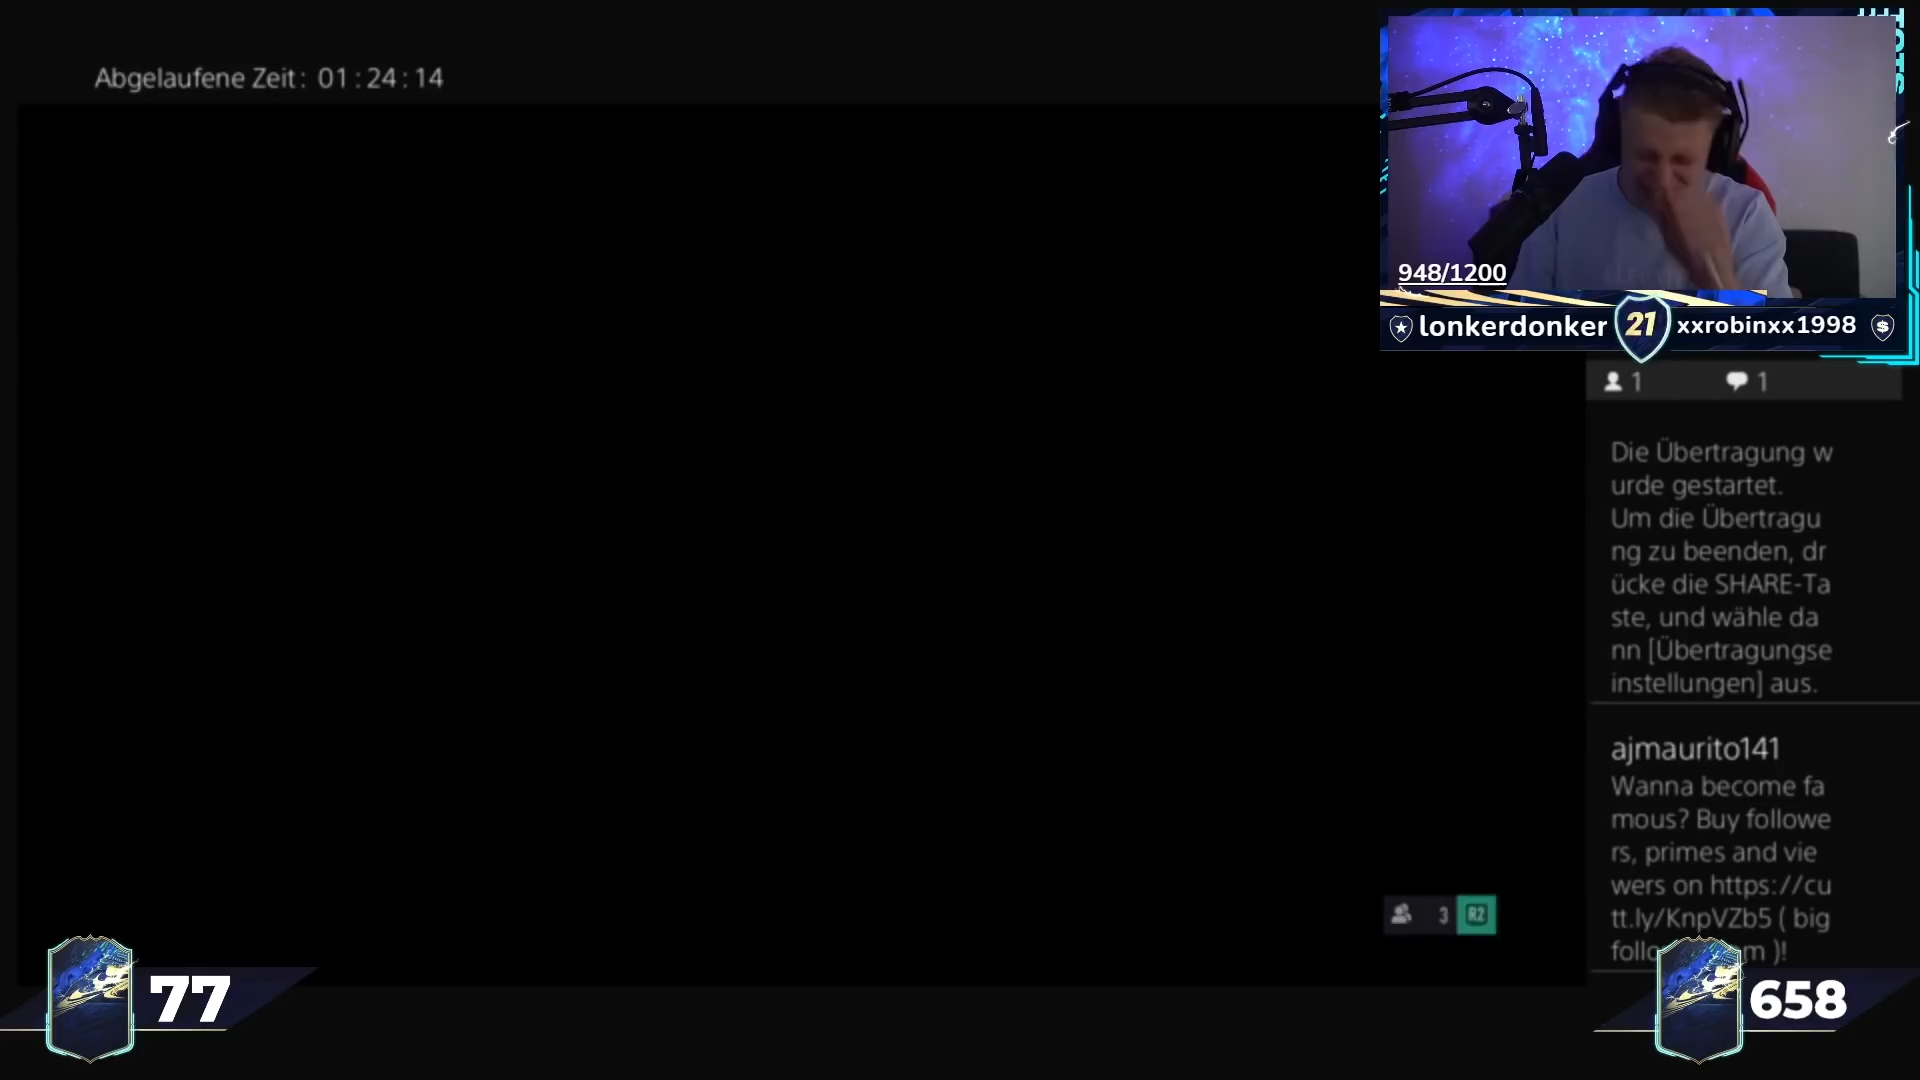 Abgelaufene Zeit: 01:24:14
TOTS
948/1200
lonkerdonker 21 xxrobinxx1998
1 1
Die Übertragung w
urde gestartet.
Um die Übertragu
ng zu beenden, dr
ücke die SHARE-Ta
ste, und wähle da
nn [Übertragungse
instellungen] aus.
ajmaurito141
Wanna become fa
mous? Buy followe
rs, primes and vie
wers on https://cu
tt.ly/KnpVZb5 ( big
m )!
3 R2
77
658